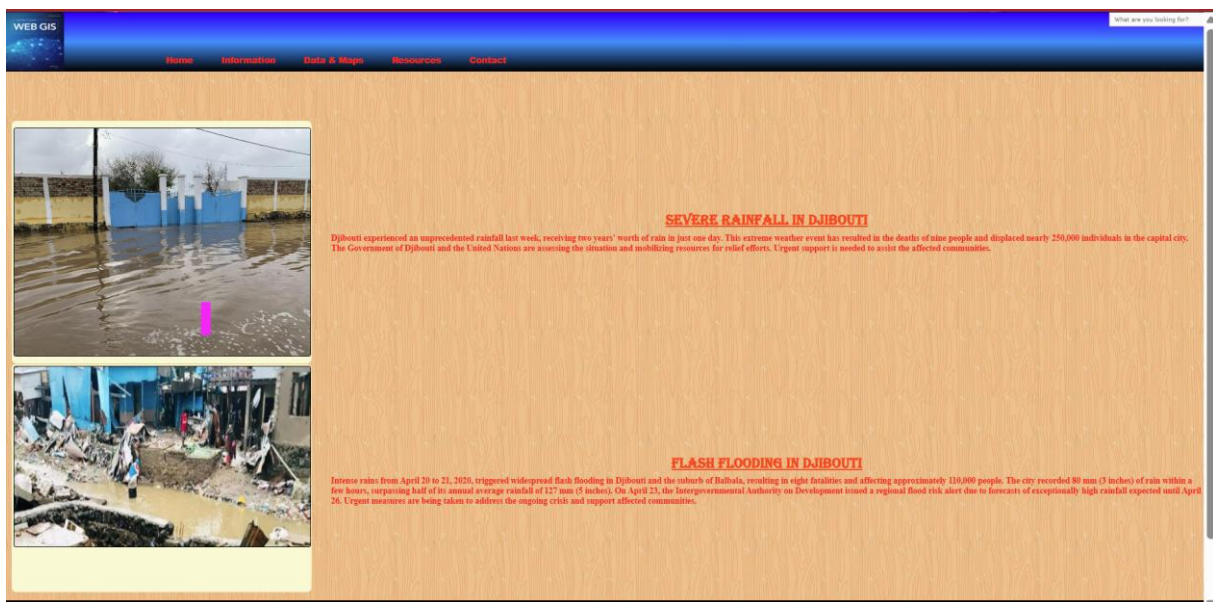 WEB GIS
What are you looking for?
Home Information Data & Maps Resources Contact
SEVERE RAINFALL IN DJIBOUTI
Djibouti experienced an unprecedented rainfall last week, receiving two years' worth of rain in just one day. This extreme weather event has resulted in the deaths of nine people and displaced nearly 250,000 individuals in the capital city.
The Government of Djibouti and the United Nations are assessing the situation and mobilizing resources for relief efforts. Urgent support is needed to assist the affected communities.
FLASH FLOODING IN DJIBOUTI
Intense rains from April 20 to 21, 2020, triggered widespread flash flooding in Djibouti and the suburb of Balbala, resulting in eight fatalities and affecting approximately 110,000 people. The city recorded 80 mm (3 inches) of rain within a
few hours, surpassing half of its annual average rainfall of 127 mm (5 inches). On April 23, the Intergovernmental Authority on Development issued a regional flood risk alert due to forecasts of exceptionally high rainfall expected until April
26. Urgent measures are being taken to address the ongoing crisis and support affected communities.